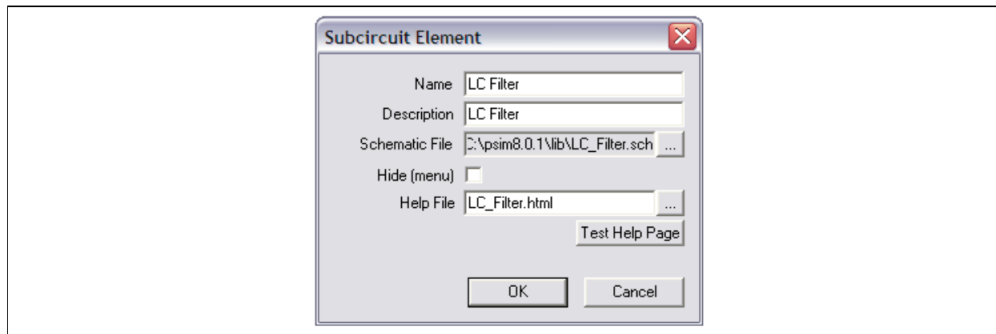 Subcircuit Element
Name LC Filter
Description LC Filter
Schematic File C:\psim8.0.1\lib\LC_Filter.sch ...
Hide (menu)
Help File LC_Filter.html ...
Test Help Page
OK Cancel